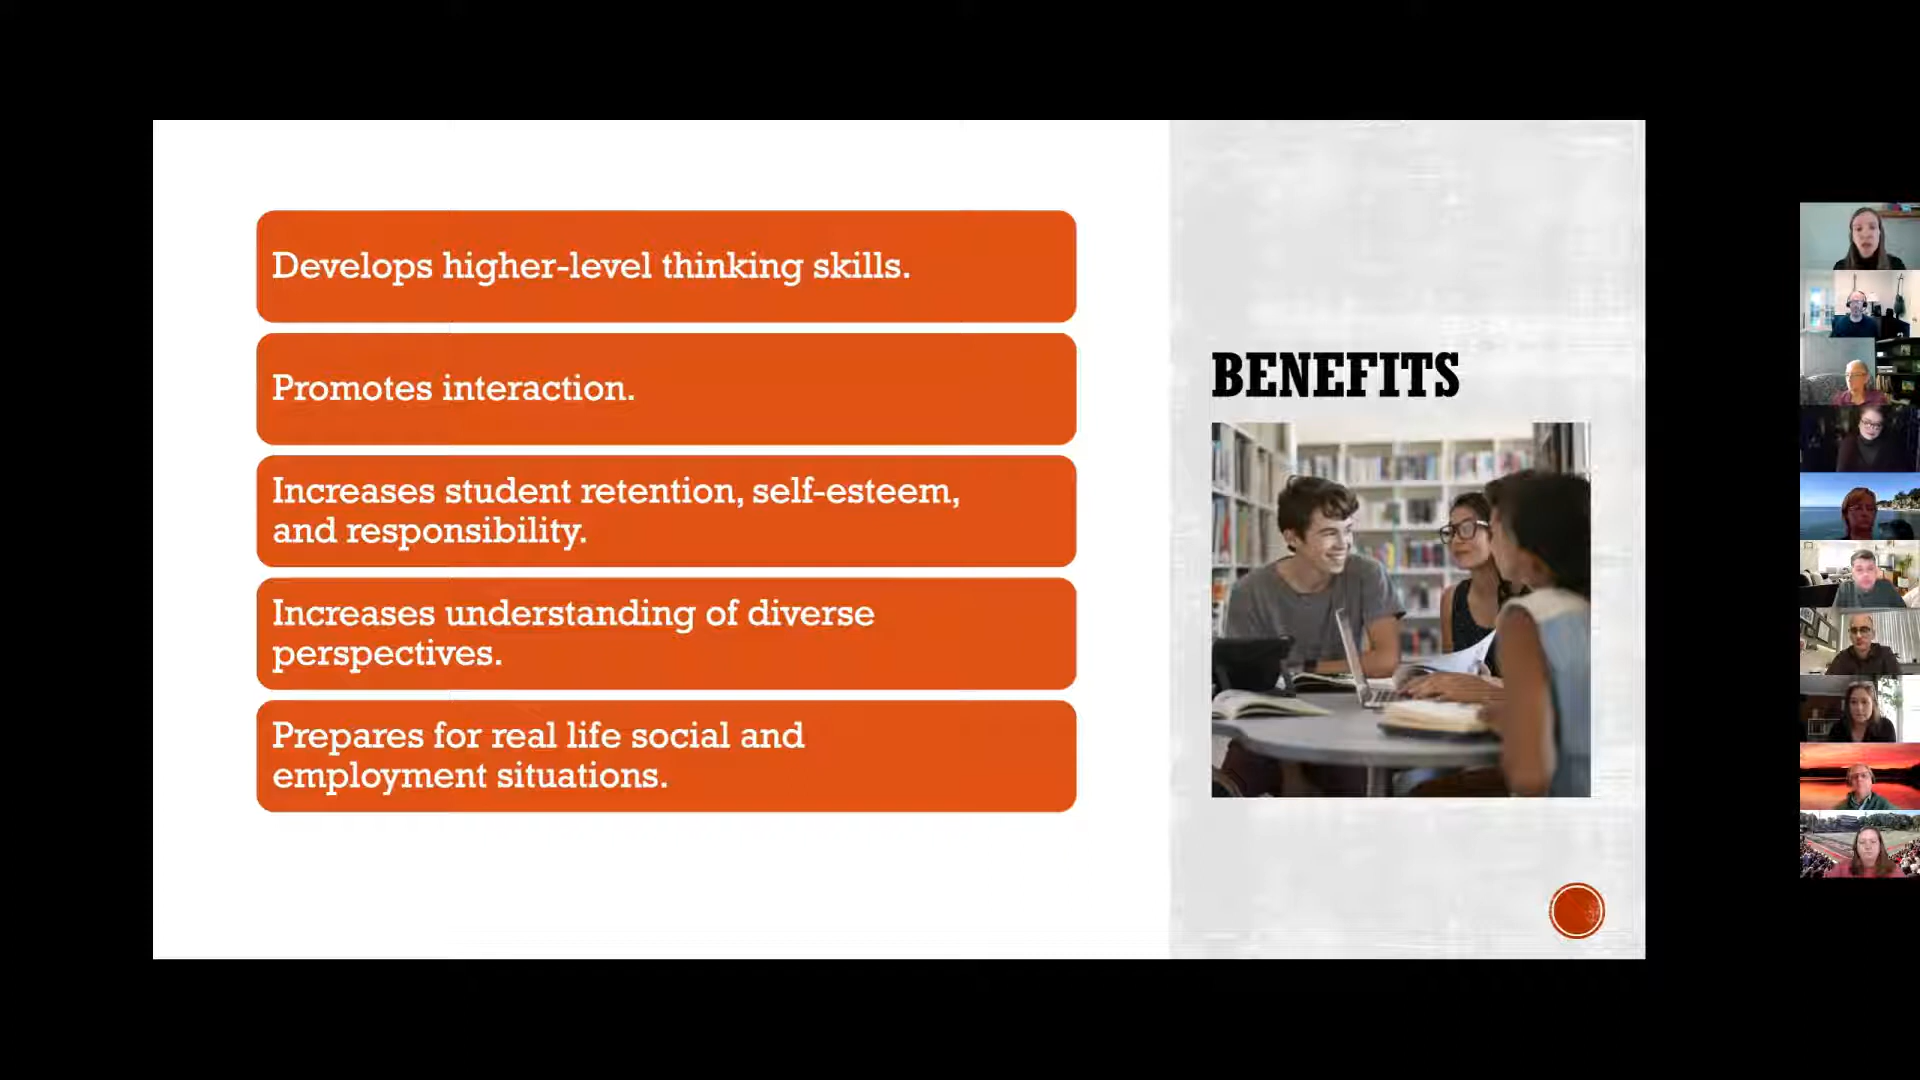 Develops higher-level thinking skills.
Promotes interaction.
Increases student retention, self-esteem,
and responsibility.
Increases understanding of diverse
perspectives.
Prepares for real life social and
employment situations.
BENEFITS